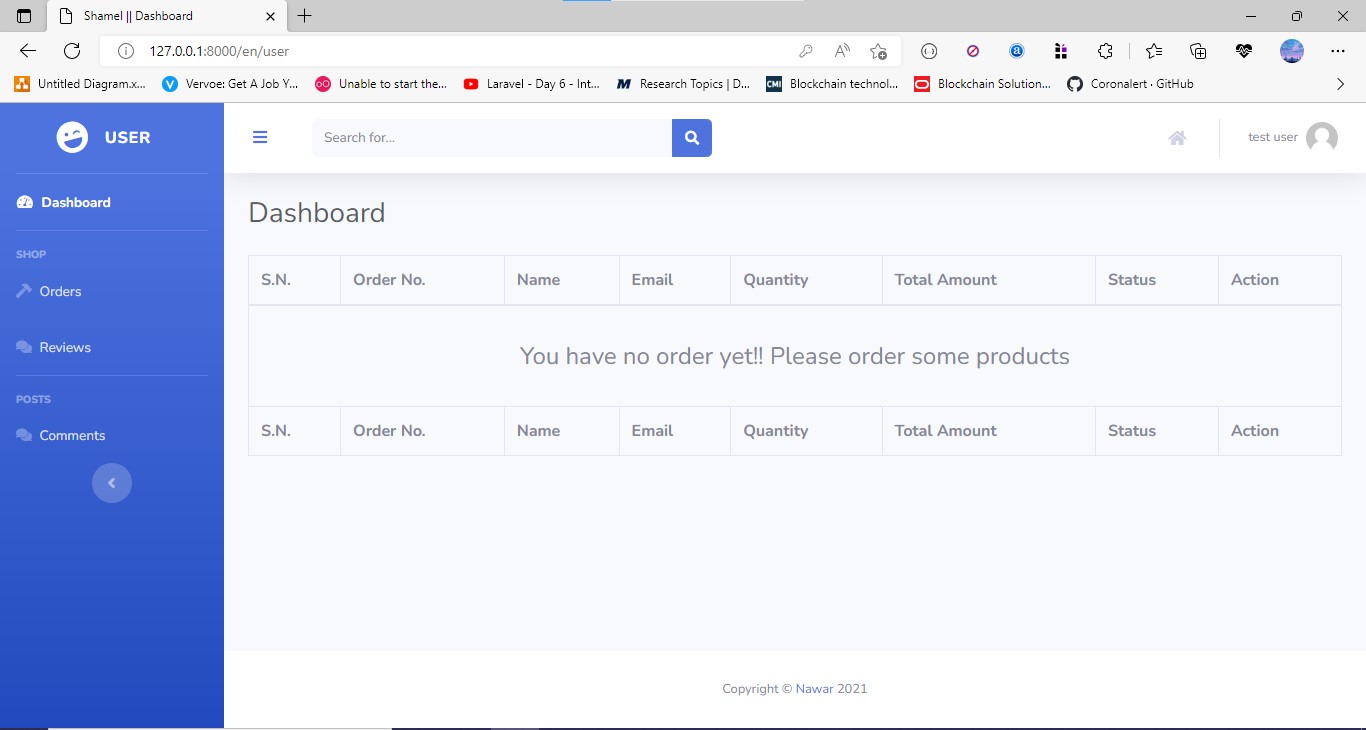 Shamel || Dashboard
127.0.0.1:8000/en/user
Untitled Diagram.x... Vervoe: Get A Job Y... Unable to start the... Laravel - Day 6 - Int... Research Topics | D... CMI Blockchain technol... Blockchain Solution... Coronalert · GitHub
USER
Search for...
test user
Dashboard
SHOP
Orders
Reviews
POSTS
Comments
Dashboard
S.N. Order No. Name Email Quantity Total Amount Status Action
You have no order yet!! Please order some products
S.N. Order No. Name Email Quantity Total Amount Status Action
Copyright © Nawar 2021